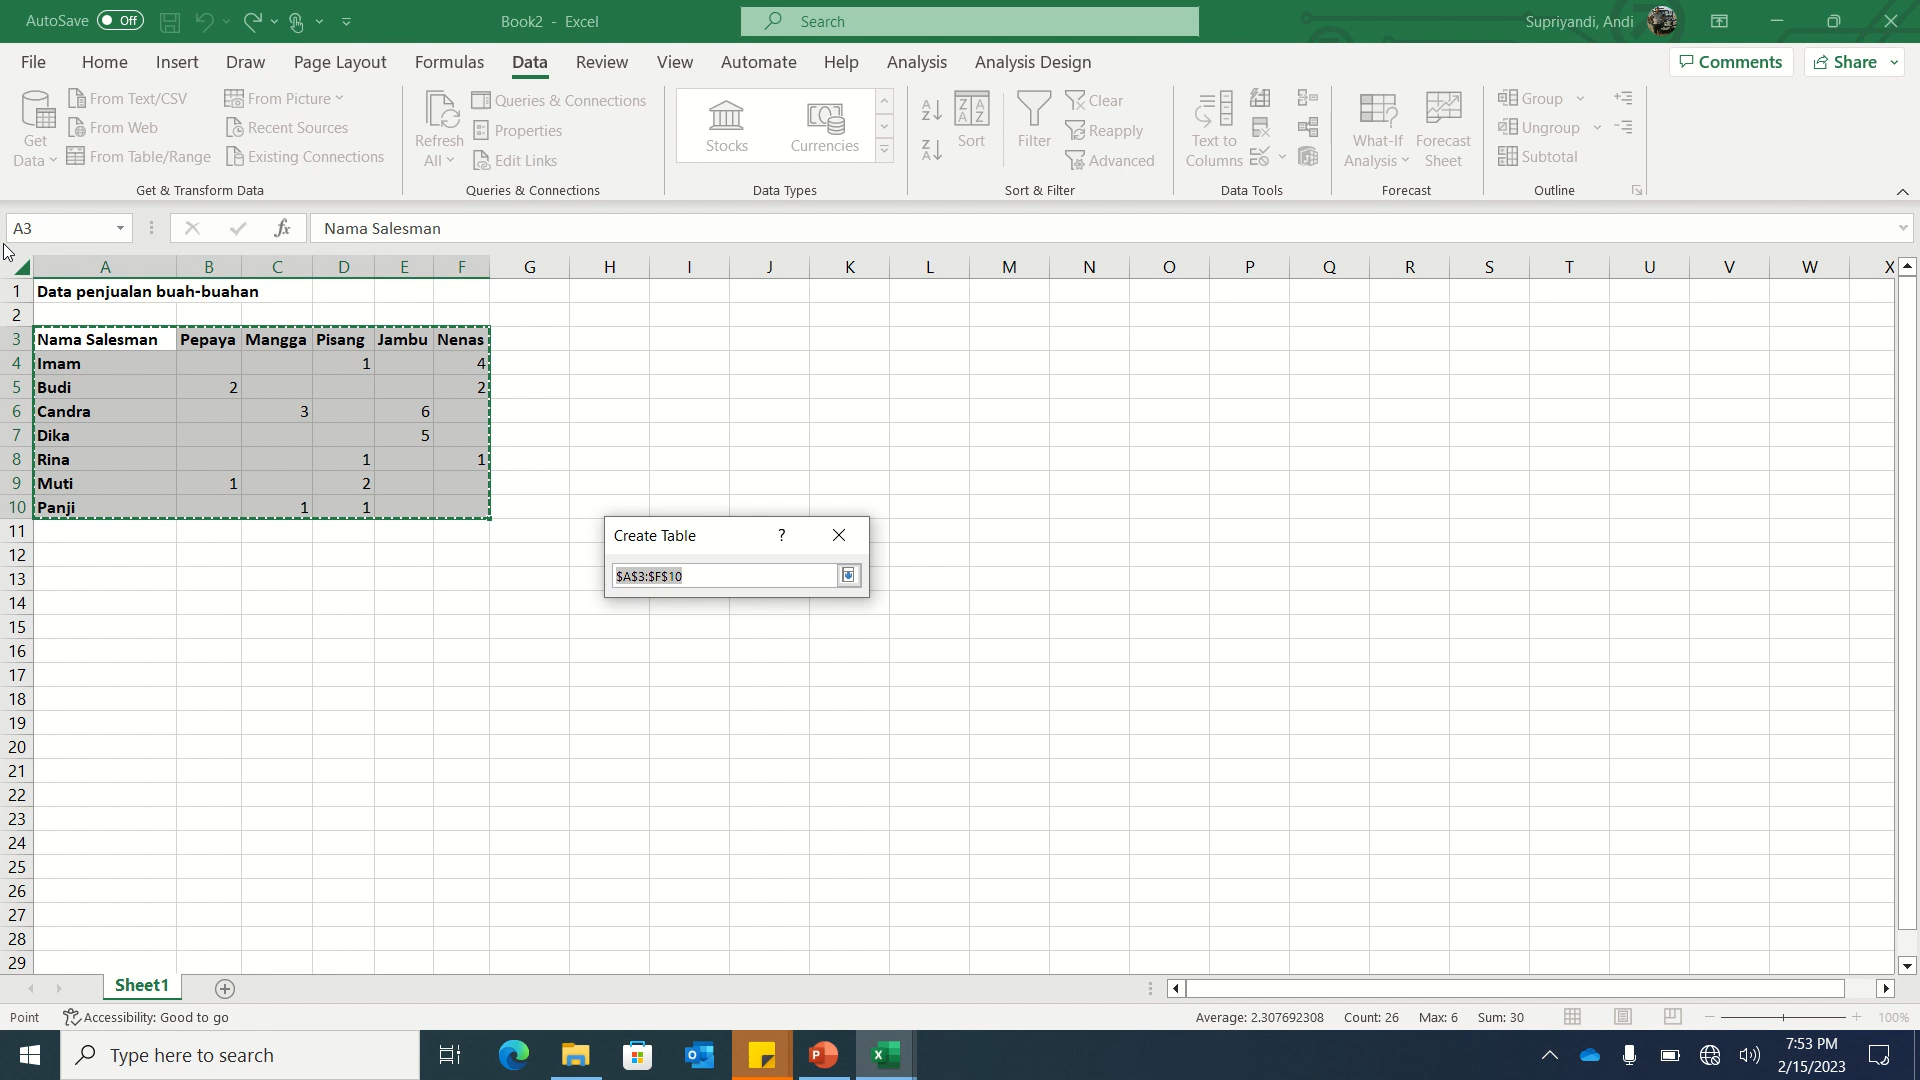 AutoSave Off
Book2 - Excel
Search
Supriyandi, Andi
File Home Insert Draw Page Layout Formulas Data Review View Automate Help Analysis Analysis Design
Comments Share
Get Data
From Text/CSV
From Web
From Table/Range
From Picture
Recent Sources
Existing Connections
Get & Transform Data
Refresh All
Queries & Connections
Properties
Edit Links
Queries & Connections
Stocks
Currencies
Data Types
Sort
Filter
Clear
Reapply
Advanced
Sort & Filter
Text to Columns
Data Tools
What-If Analysis
Forecast Sheet
Forecast
Group
Ungroup
Subtotal
Outline
A3
fx
Nama Salesman
A B C D E F G H I J K L M N O P Q R S T U V W X
1 Data penjualan buah-buahan
2
3 Nama Salesman Pepaya Mangga Pisang Jambu Nenas
4 Imam 1 4
5 Budi 2 2
6 Candra 3 6
7 Dika 5
8 Rina 1 1
9 Muti 1 2
10 Panji 1 1
11
12
13
14
15
16
17
18
19
20
21
22
23
24
25
26
27
28
29
Create Table ?
$A$3:$F$10
Sheet1
Point
Accessibility: Good to go
Average: 2.307692308 Count: 26 Max: 6 Sum: 30
100%
Type here to search
7:53 PM
2/15/2023